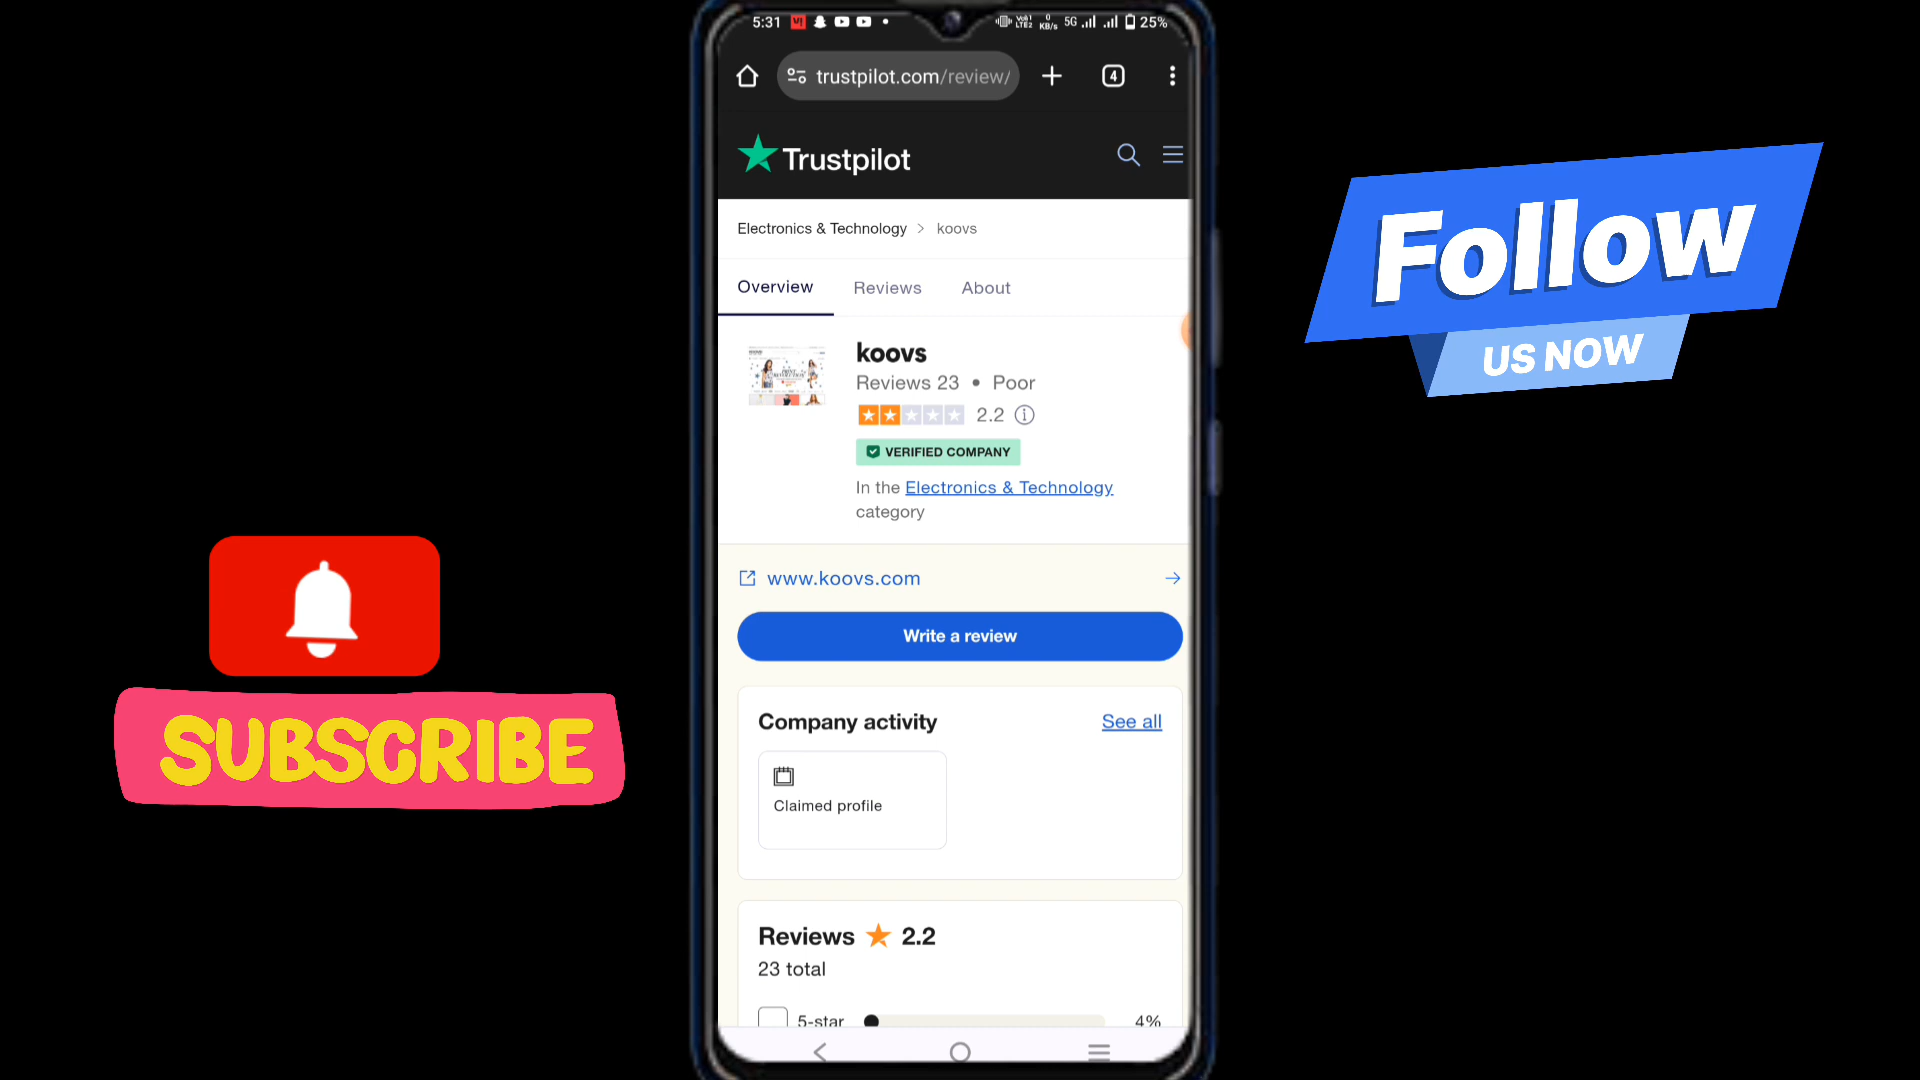 5:31
25%
5G
KB/s
trustpilot.com/review/
4
Trustpilot
Electronics & Technology > koovs
Overview Reviews About
koovs
Reviews 23 • Poor
2.2
VERIFIED COMPANY
In the Electronics & Technology
category
www.koovs.com
Write a review
Company activity See all
Claimed profile
Reviews 2.2
23 total
5-star 4%
Follow
US NOW
SUBSCRIBE